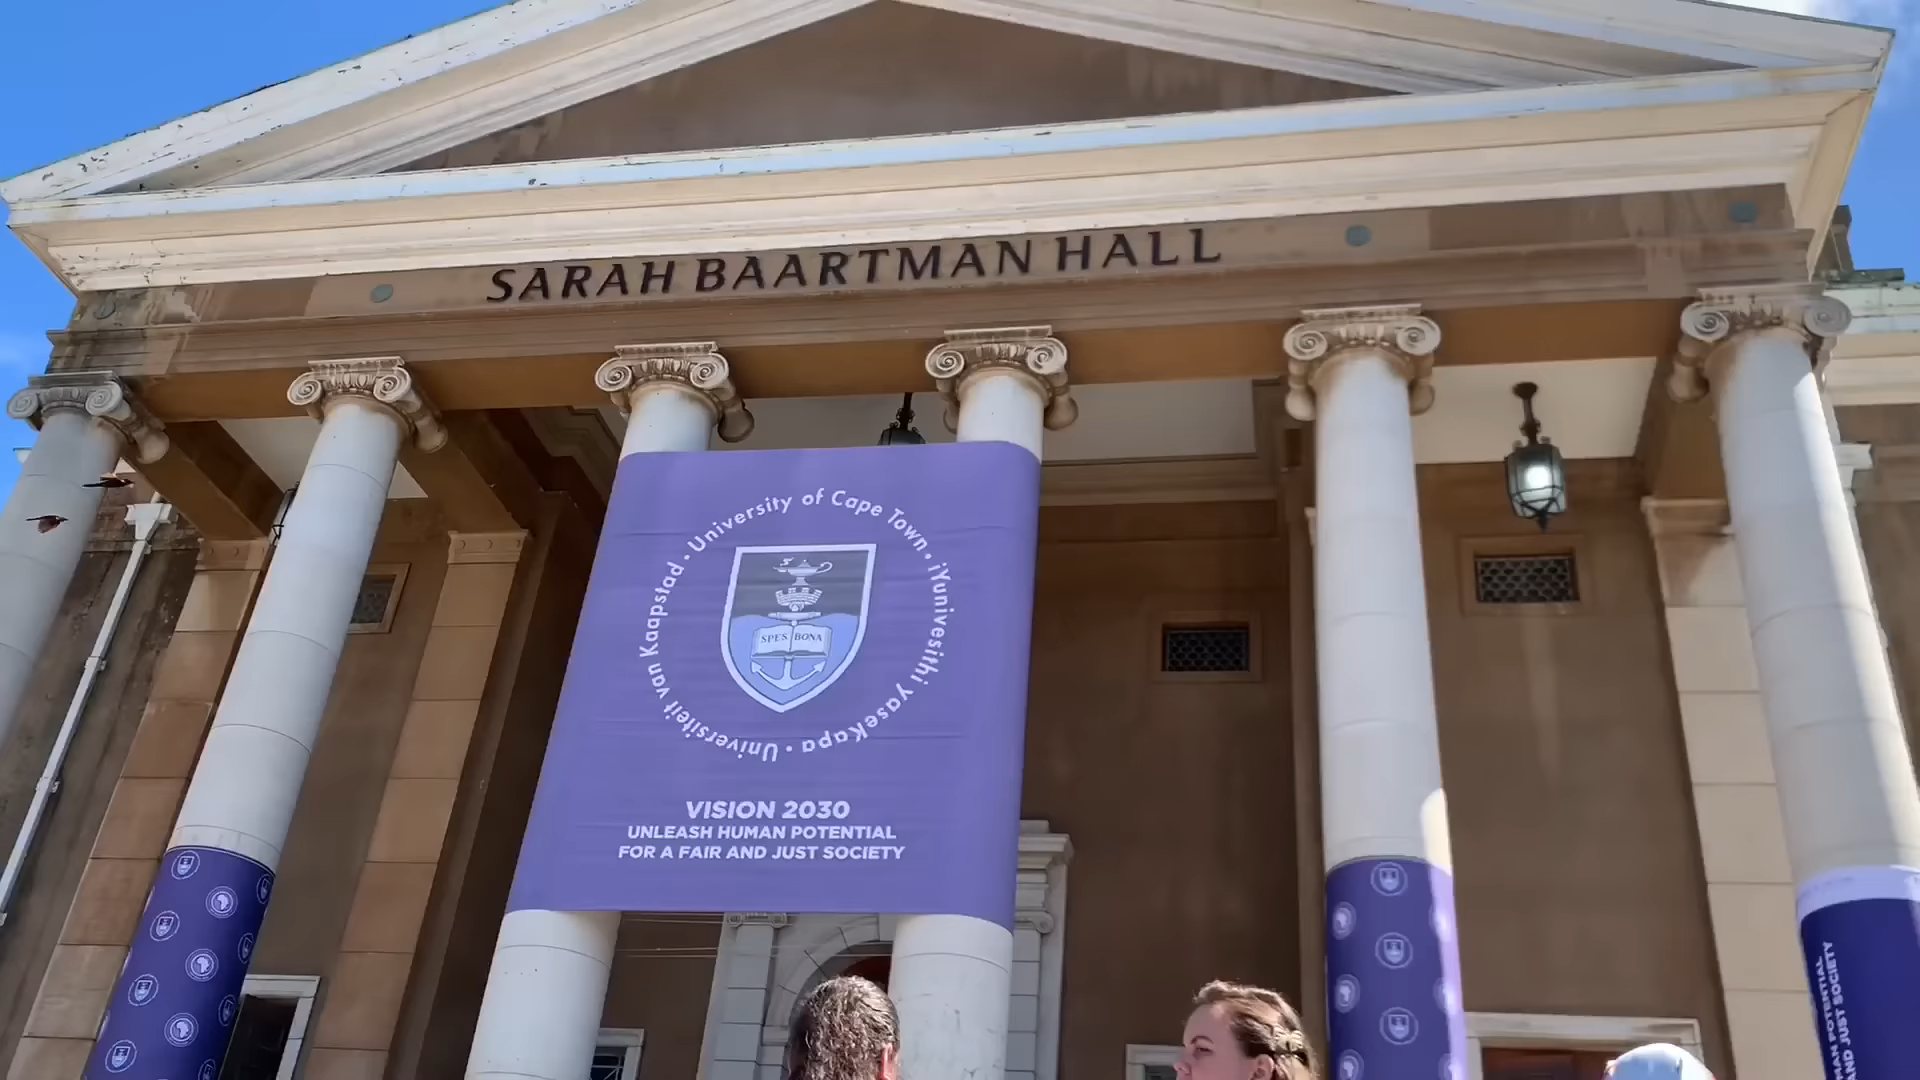 SARAH BAARTMAN HALL
University of Cape Town • iYunivesithi yaseKapa • Universiteit van Kaapstad •
SPES BONA
VISION 2030
UNLEASH HUMAN POTENTIAL
FOR A FAIR AND JUST SOCIETY
POTENTIAL
AND JUST SOCIETY